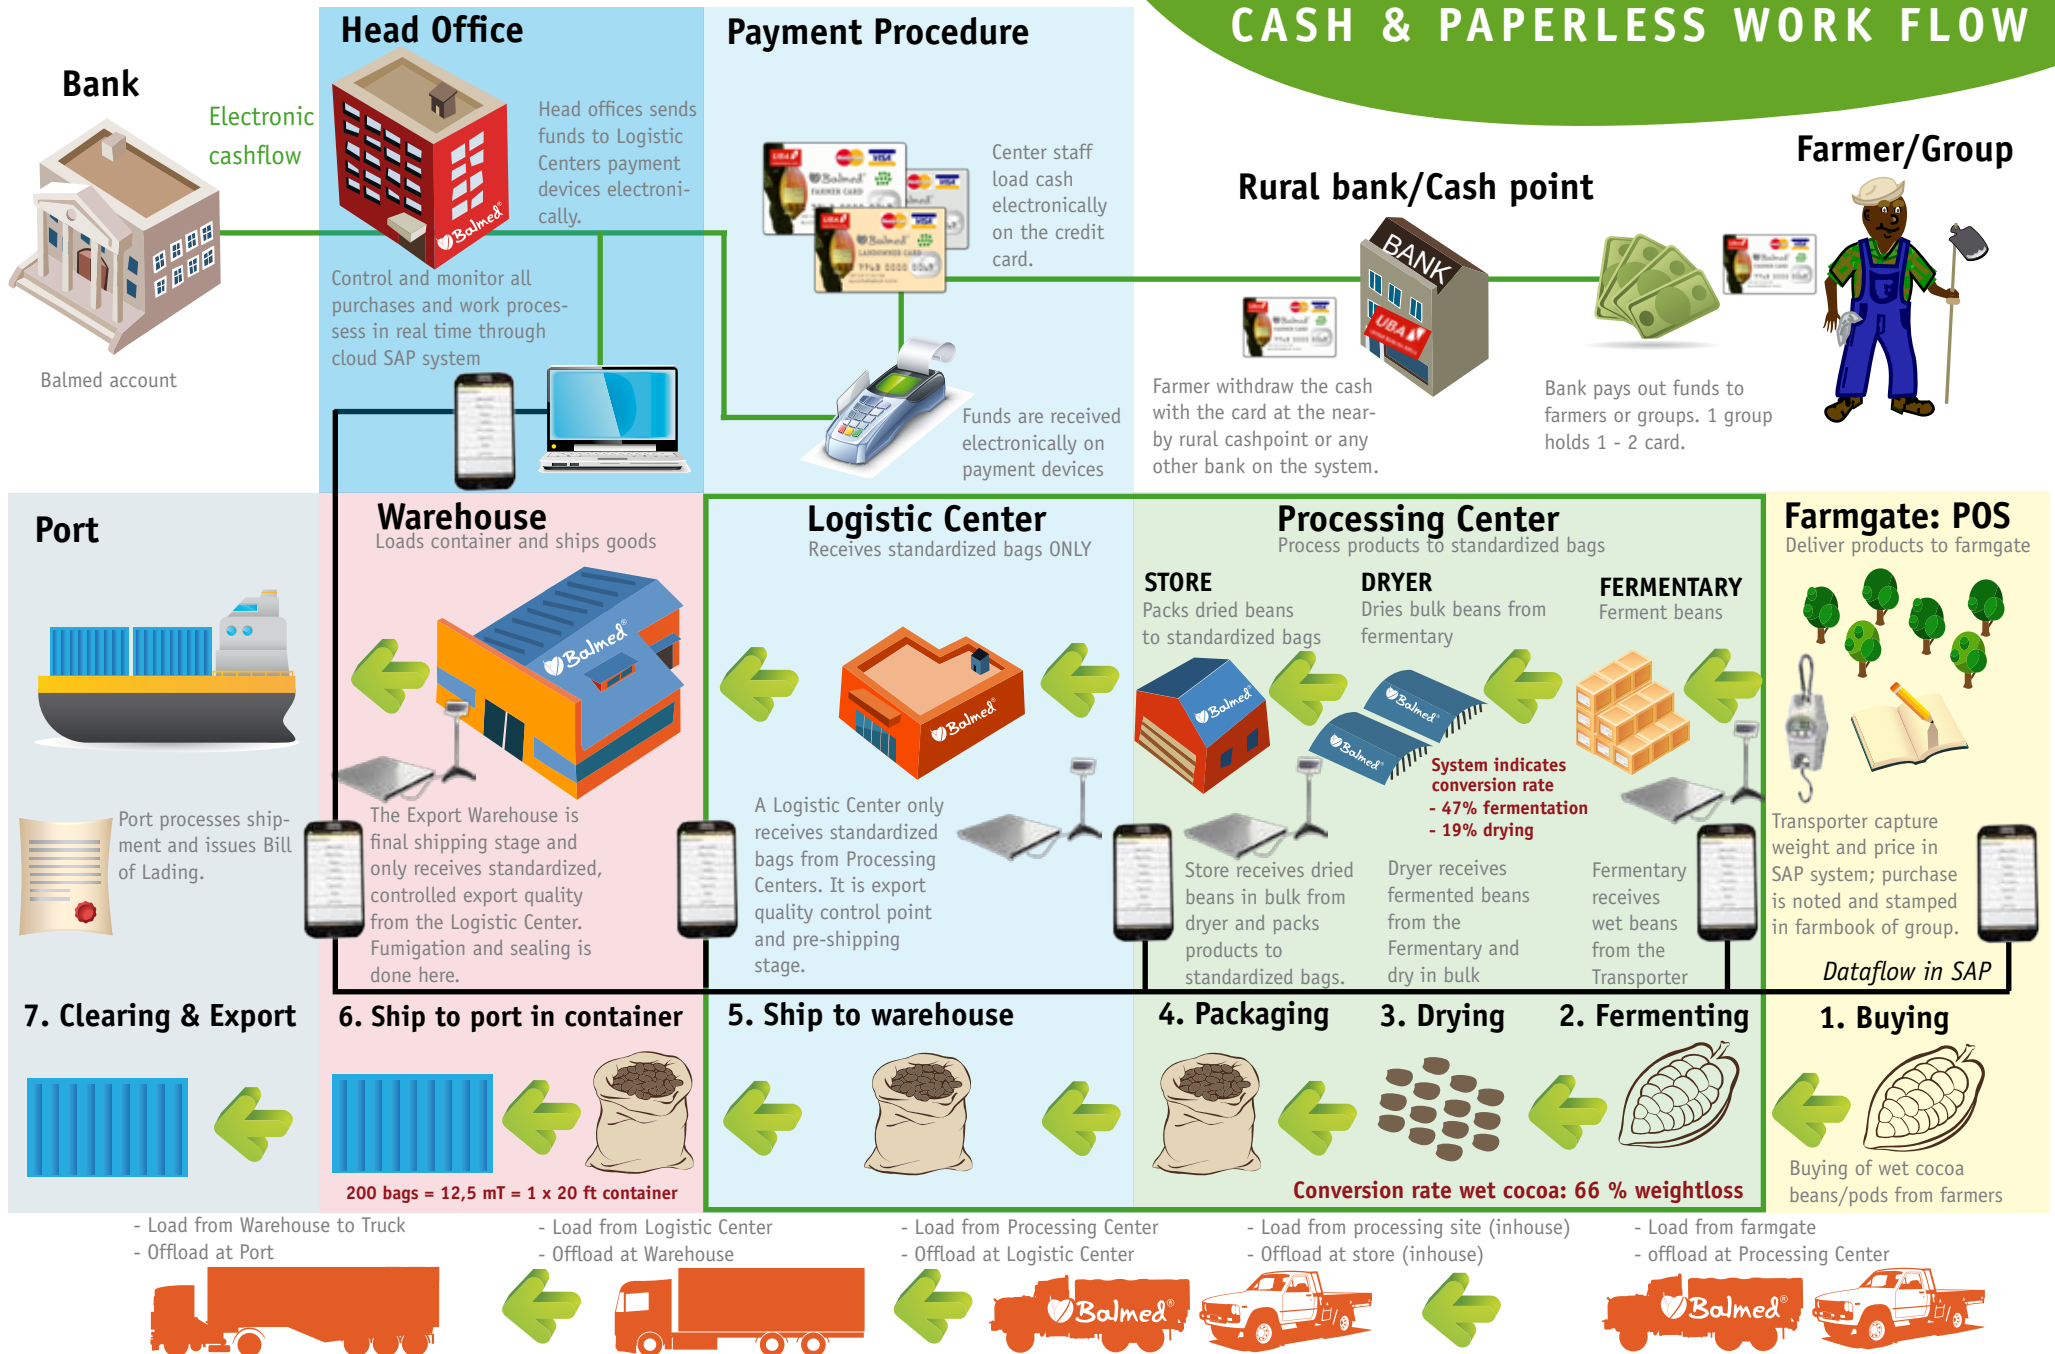 CASH & PAPERLESS WORK FLOW
Bank
Electronic
cashflow
Balmed account
Head Office
Head offices sends
funds to Logistic
Centers payment
devices electroni-
cally.
Balmed®
Control and monitor all
purchases and work proces-
sess in real time through
cloud SAP system
Payment Procedure
Center staff
load cash
electronically
on the credit
card.
Funds are received
electronically on
payment devices
Rural bank/Cash point
BANK
UBA
Farmer withdraw the cash
with the card at the near-
by rural cashpoint or any
other bank on the system.
Bank pays out funds to
farmers or groups. 1 group
holds 1 - 2 card.
Farmer/Group
Port
Port processes ship-
ment and issues Bill
of Lading.
Warehouse
Loads container and ships goods
Balmed®
The Export Warehouse is
final shipping stage and
only receives standardized,
controlled export quality
from the Logistic Center.
Fumigation and sealing is
done here.
Logistic Center
Receives standardized bags ONLY
Balmed®
A Logistic Center only
receives standardized
bags from Processing
Centers. It is export
quality control point
and pre-shipping
stage.
Processing Center
Process products to standardized bags
STORE
Packs dried beans
to standardized bags
Balmed®
Store receives dried
beans in bulk from
dryer and packs
products to
standardized bags.
DRYER
Dries bulk beans from
fermentary
Balmed®
Balmed®
System indicates
conversion rate
- 47% fermentation
- 19% drying
Dryer receives
fermented beans
from the
Fermentary and
dry in bulk
FERMENTARY
Ferment beans
Fermentary
receives
wet beans
from the
Transporter
Farmgate: POS
Deliver products to farmgate
Transporter capture
weight and price in
SAP system; purchase
is noted and stamped
in farmbook of group.
Dataflow in SAP
7. Clearing & Export
6. Ship to port in container
5. Ship to warehouse
4. Packaging
3. Drying
2. Fermenting
1. Buying
200 bags = 12,5 mT = 1 x 20 ft container
Conversion rate wet cocoa: 66 % weightloss
Buying of wet cocoa
beans/pods from farmers
- Load from Warehouse to Truck
- Offload at Port
- Load from Logistic Center
- Offload at Warehouse
- Load from Processing Center
- Offload at Logistic Center
- Load from processing site (inhouse)
- Offload at store (inhouse)
- Load from farmgate
- offload at Processing Center
Balmed®
Balmed®